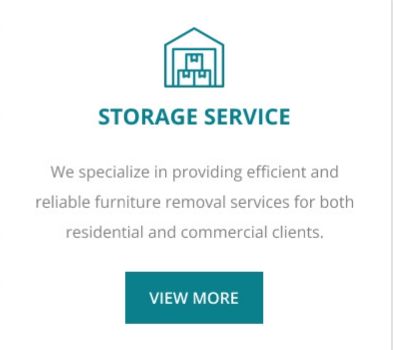 STORAGE SERVICE
We specialize in providing efficient and
reliable furniture removal services for both
residential and commercial clients.
VIEW MORE